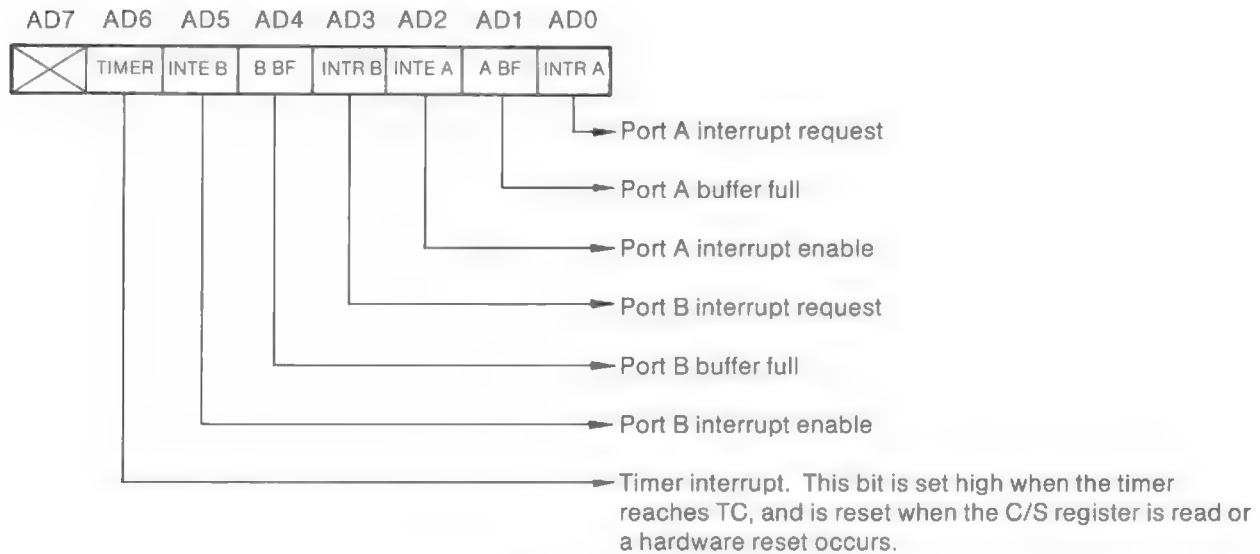 AD7 AD6 AD5 AD4 AD3 AD2 AD1 AD0
TIMER INTE B B BF INTR B INTE A A BF INTR A
Port A interrupt request
Port A buffer full
Port A interrupt enable
Port B interrupt request
Port B buffer full
Port B interrupt enable
Timer interrupt. This bit is set high when the timer
reaches TC, and is reset when the C/S register is read or
a hardware reset occurs.